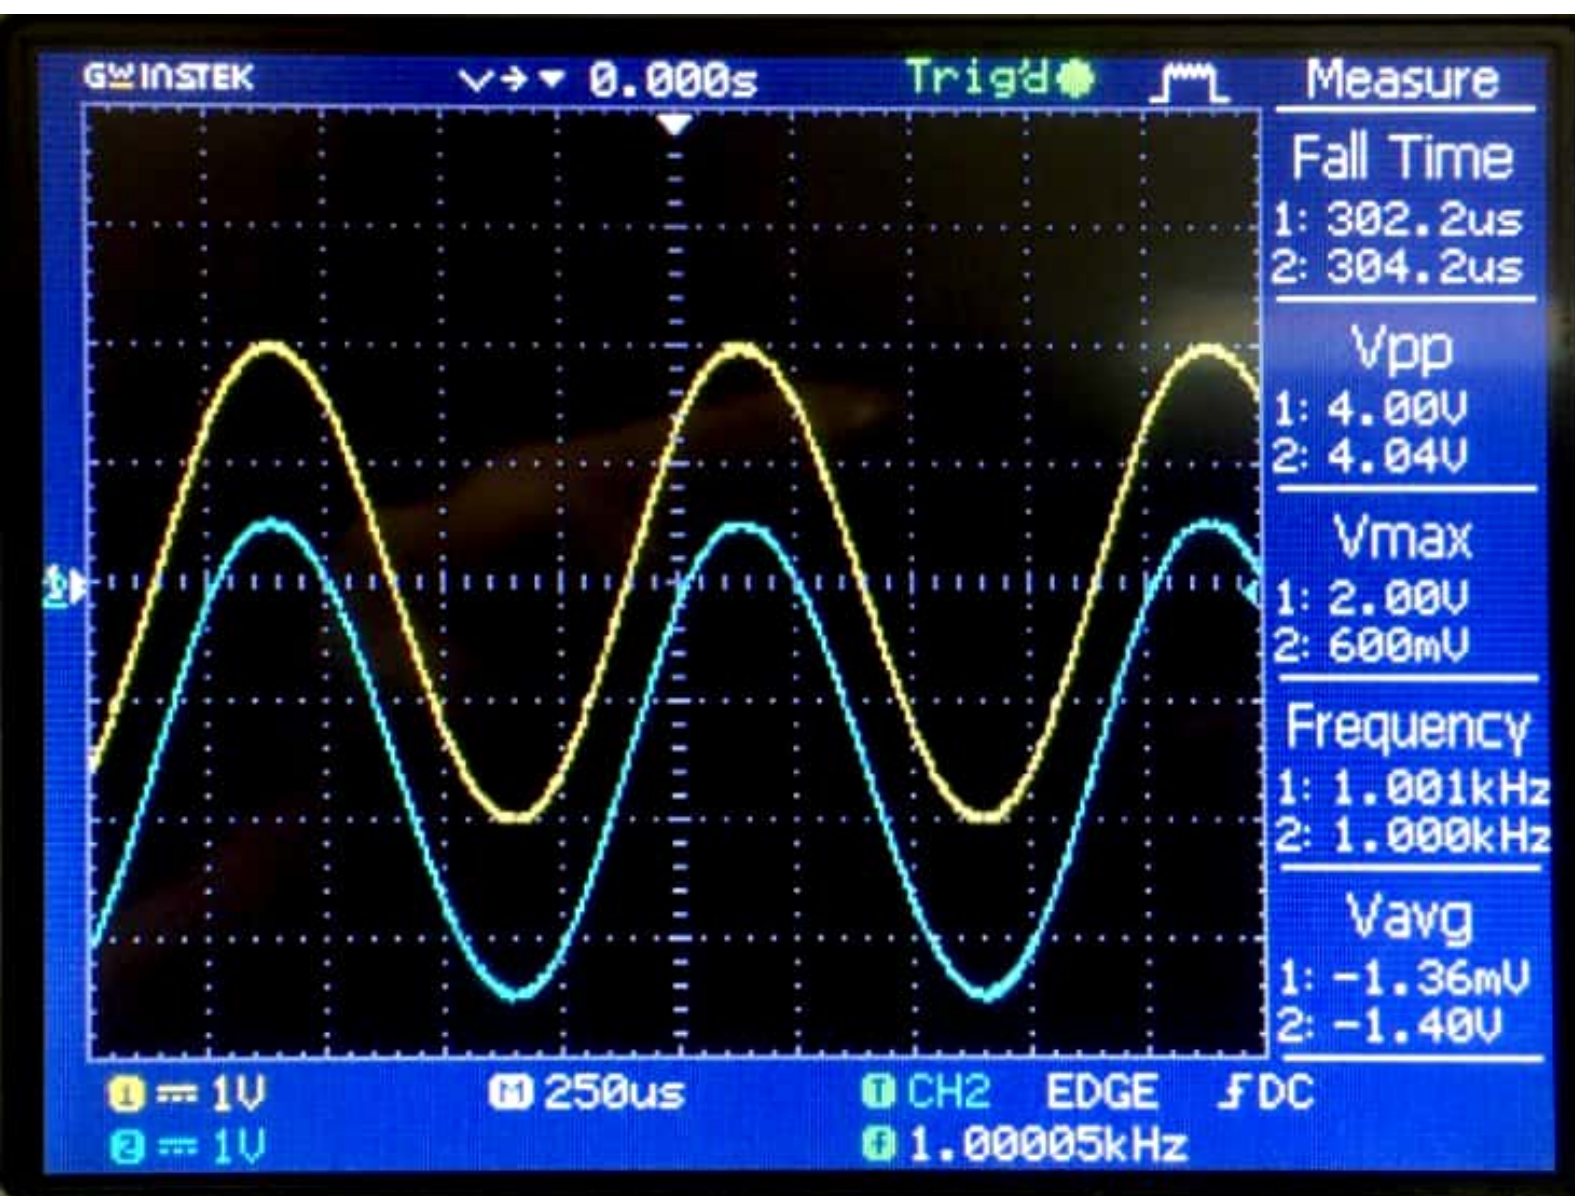 GWINSTEK 0.000s Trig'd Measure
Fall Time
1: 302.2us
2: 304.2us
Vpp
1: 4.00V
2: 4.04V
Vmax
1: 2.00V
2: 600mV
Frequency
1: 1.001kHz
2: 1.000kHz
Vavg
1: -1.36mV
2: -1.40V
1 1V M 250us T CH2 EDGE DC
2 1V f 1.00005kHz